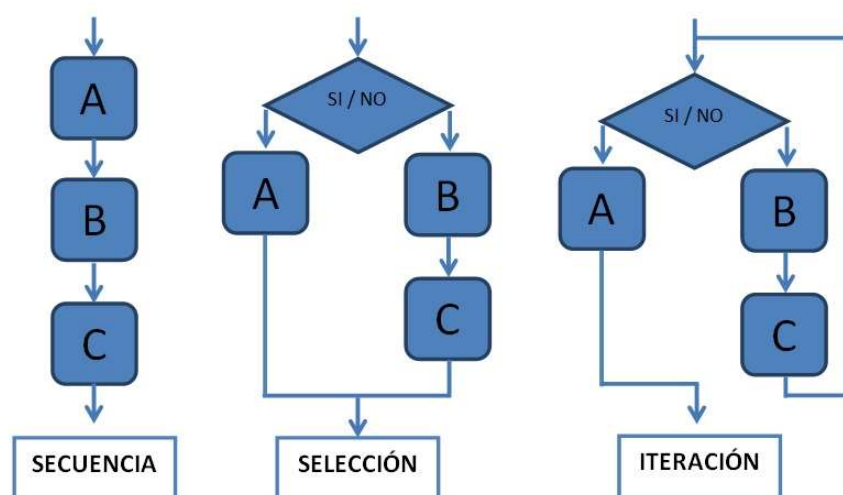 A
B
C
SECUENCIA
SI / NO
A
B
C
SELECCIÓN
SI / NO
A
B
C
ITERACIÓN